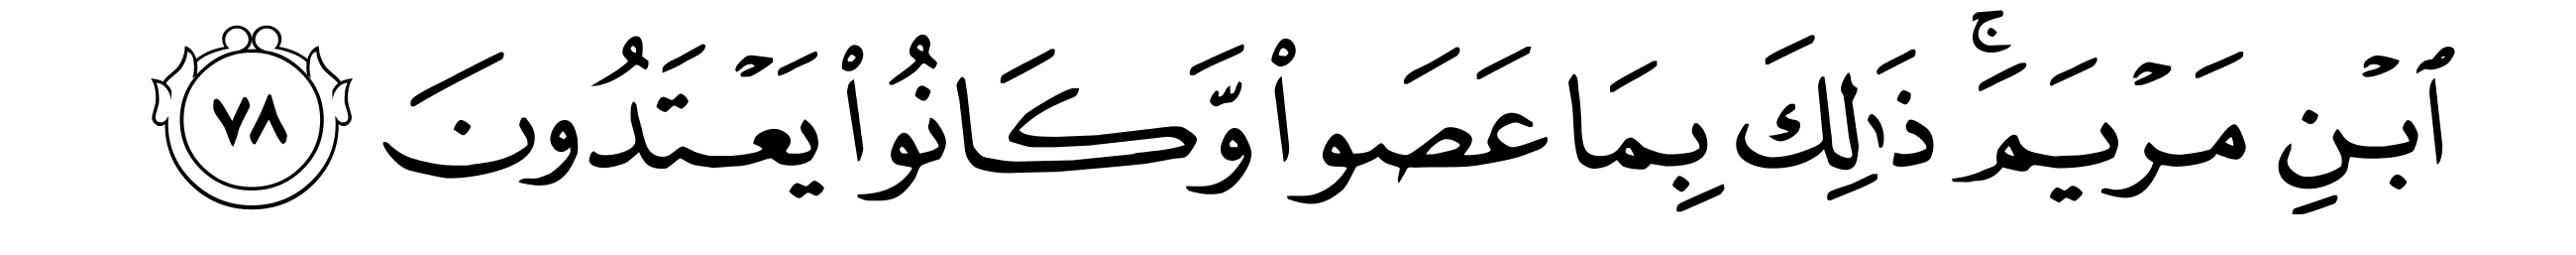 ٱبۡنِ مَرۡيَمَۚ ذَٰلِكَ بِمَا عَصَواْ وَّكَانُواْ يَعۡتَدُونَ ٧٨